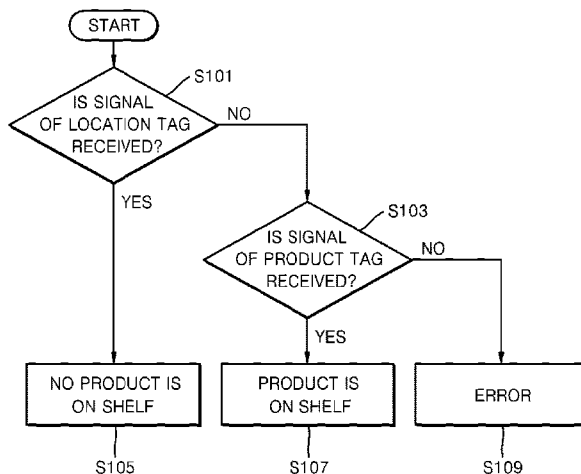 START
S101
IS SIGNAL
OF LOCATION TAG
RECEIVED?
NO
YES
S103
IS SIGNAL
OF PRODUCT TAG
RECEIVED?
NO
YES
NO PRODUCT IS
ON SHELF
PRODUCT IS
ON SHELF
ERROR
S105
S107
S109